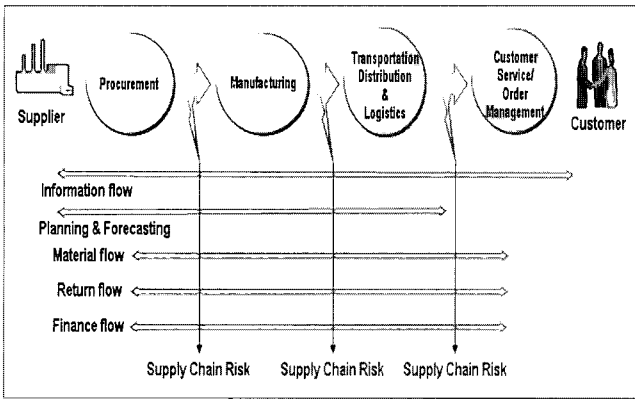 Supplier
Procurement
Manufacturing
Transportation
Distribution
&
Logistics
Customer
Service/
Order
Management
Customer
Information flow
Planning & Forecasting
Material flow
Return flow
Finance flow
Supply Chain Risk
Supply Chain Risk
Supply Chain Risk